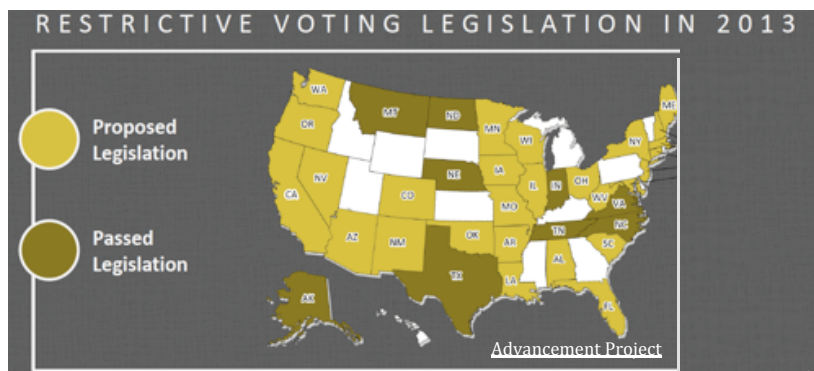 RESTRICTIVE VOTING LEGISLATION IN 2013
Proposed
Legislation
Passed
Legislation
WA
MT
ND
ME
OR
MN
WI
NY
NE
IA
NV
CA
CO
IL
IN
OH
WV
VA
MO
NC
TN
AZ
NM
OK
AR
SC
TX
AL
LA
FL
AK
Advancement Project